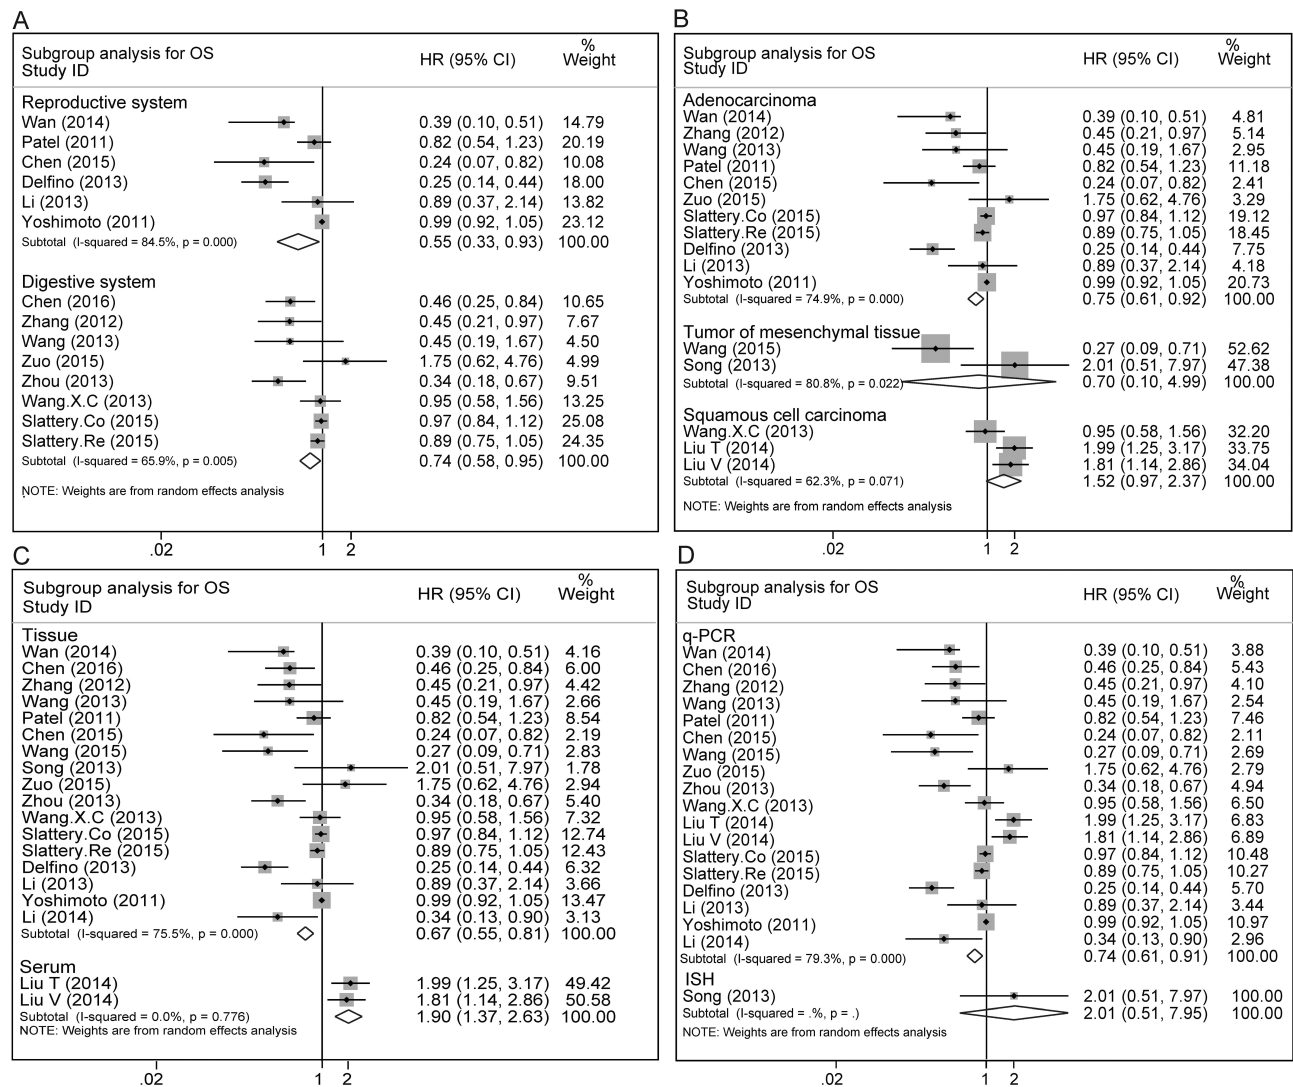 A
Subgroup analysis for OS
Study ID
HR (95% CI)
%
Weight
Reproductive system
Wan (2014) 0.39 (0.10, 0.51) 14.79
Patel (2011) 0.82 (0.54, 1.23) 20.19
Chen (2015) 0.24 (0.07, 0.82) 10.08
Delfino (2013) 0.25 (0.14, 0.44) 18.00
Li (2013) 0.89 (0.37, 2.14) 13.82
Yoshimoto (2011) 0.99 (0.92, 1.05) 23.12
Subtotal (I-squared = 84.5%, p = 0.000) 0.55 (0.33, 0.93) 100.00
Digestive system
Chen (2016) 0.46 (0.25, 0.84) 10.65
Zhang (2012) 0.45 (0.21, 0.97) 7.67
Wang (2013) 0.45 (0.19, 1.67) 4.50
Zuo (2015) 1.75 (0.62, 4.76) 4.99
Zhou (2013) 0.34 (0.18, 0.67) 9.51
Wang.X.C (2013) 0.95 (0.58, 1.56) 13.25
Slattery.Co (2015) 0.97 (0.84, 1.12) 25.08
Slattery.Re (2015) 0.89 (0.75, 1.05) 24.35
Subtotal (I-squared = 65.9%, p = 0.005) 0.74 (0.58, 0.95) 100.00
NOTE: Weights are from random effects analysis
.02 1 2
B
Subgroup analysis for OS
Study ID
HR (95% CI)
%
Weight
Adenocarcinoma
Wan (2014) 0.39 (0.10, 0.51) 4.81
Zhang (2012) 0.45 (0.21, 0.97) 5.14
Wang (2013) 0.45 (0.19, 1.67) 2.95
Patel (2011) 0.82 (0.54, 1.23) 11.18
Chen (2015) 0.24 (0.07, 0.82) 2.41
Zuo (2015) 1.75 (0.62, 4.76) 3.29
Slattery.Co (2015) 0.97 (0.84, 1.12) 19.12
Slattery.Re (2015) 0.89 (0.75, 1.05) 18.45
Delfino (2013) 0.25 (0.14, 0.44) 7.75
Li (2013) 0.89 (0.37, 2.14) 4.18
Yoshimoto (2011) 0.99 (0.92, 1.05) 20.73
Subtotal (I-squared = 74.9%, p = 0.000) 0.75 (0.61, 0.92) 100.00
Tumor of mesenchymal tissue
Wang (2015) 0.27 (0.09, 0.71) 52.62
Song (2013) 2.01 (0.51, 7.97) 47.38
Subtotal (I-squared = 80.8%, p = 0.022) 0.70 (0.10, 4.99) 100.00
Squamous cell carcinoma
Wang.X.C (2013) 0.95 (0.58, 1.56) 32.20
Liu T (2014) 1.99 (1.25, 3.17) 33.75
Liu V (2014) 1.81 (1.14, 2.86) 34.04
Subtotal (I-squared = 62.3%, p = 0.071) 1.52 (0.97, 2.37) 100.00
NOTE: Weights are from random effects analysis
.02 1 2
C
Subgroup analysis for OS
Study ID
HR (95% CI)
%
Weight
Tissue
Wan (2014) 0.39 (0.10, 0.51) 4.16
Chen (2016) 0.46 (0.25, 0.84) 6.00
Zhang (2012) 0.45 (0.21, 0.97) 4.42
Wang (2013) 0.45 (0.19, 1.67) 2.66
Patel (2011) 0.82 (0.54, 1.23) 8.54
Chen (2015) 0.24 (0.07, 0.82) 2.19
Wang (2015) 0.27 (0.09, 0.71) 2.83
Song (2013) 2.01 (0.51, 7.97) 1.78
Zuo (2015) 1.75 (0.62, 4.76) 2.94
Zhou (2013) 0.34 (0.18, 0.67) 5.40
Wang.X.C (2013) 0.95 (0.58, 1.56) 7.32
Slattery.Co (2015) 0.97 (0.84, 1.12) 12.74
Slattery.Re (2015) 0.89 (0.75, 1.05) 12.43
Delfino (2013) 0.25 (0.14, 0.44) 6.32
Li (2013) 0.89 (0.37, 2.14) 3.66
Yoshimoto (2011) 0.99 (0.92, 1.05) 13.47
Li (2014) 0.34 (0.13, 0.90) 3.13
Subtotal (I-squared = 75.5%, p = 0.000) 0.67 (0.55, 0.81) 100.00
Serum
Liu T (2014) 1.99 (1.25, 3.17) 49.42
Liu V (2014) 1.81 (1.14, 2.86) 50.58
Subtotal (I-squared = 0.0%, p = 0.776) 1.90 (1.37, 2.63) 100.00
NOTE: Weights are from random effects analysis
.02 1 2
D
Subgroup analysis for OS
Study ID
HR (95% CI)
%
Weight
q-PCR
Wan (2014) 0.39 (0.10, 0.51) 3.88
Chen (2016) 0.46 (0.25, 0.84) 5.43
Zhang (2012) 0.45 (0.21, 0.97) 4.10
Wang (2013) 0.45 (0.19, 1.67) 2.54
Patel (2011) 0.82 (0.54, 1.23) 7.46
Chen (2015) 0.24 (0.07, 0.82) 2.11
Wang (2015) 0.27 (0.09, 0.71) 2.69
Zuo (2015) 1.75 (0.62, 4.76) 2.79
Zhou (2013) 0.34 (0.18, 0.67) 4.94
Wang.X.C (2013) 0.95 (0.58, 1.56) 6.50
Liu T (2014) 1.99 (1.25, 3.17) 6.83
Liu V (2014) 1.81 (1.14, 2.86) 6.89
Slattery.Co (2015) 0.97 (0.84, 1.12) 10.48
Slattery.Re (2015) 0.89 (0.75, 1.05) 10.27
Delfino (2013) 0.25 (0.14, 0.44) 5.70
Li (2013) 0.89 (0.37, 2.14) 3.44
Yoshimoto (2011) 0.99 (0.92, 1.05) 10.97
Li (2014) 0.34 (0.13, 0.90) 2.96
Subtotal (I-squared = 79.3%, p = 0.000) 0.74 (0.61, 0.91) 100.00
ISH
Song (2013) 2.01 (0.51, 7.97) 100.00
Subtotal (I-squared = .%, p = .) 2.01 (0.51, 7.95) 100.00
NOTE: Weights are from random effects analysis
.02 1 2